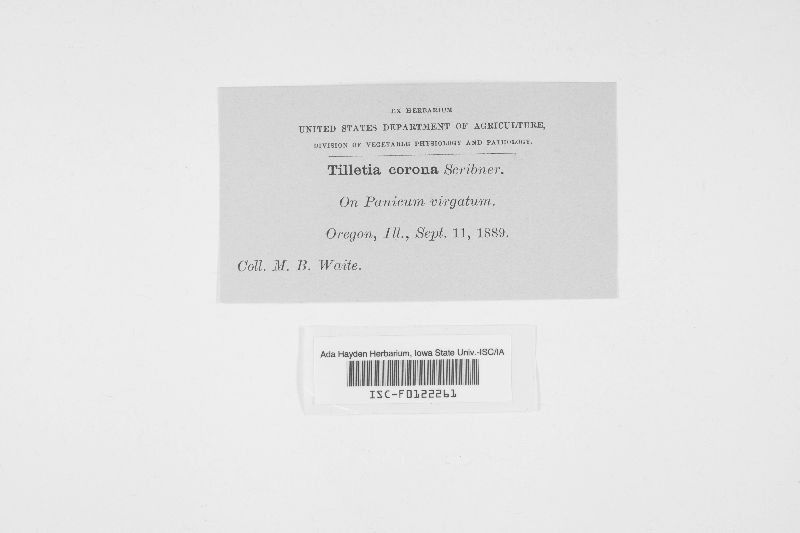 EX HERBARIUM
UNITED STATES DEPARTMENT OF AGRICULTURE,
DIVISION OF VEGETABLE PHYSIOLOGY AND PATHOLOGY.
Tilletia corona Scribner.
On Panicum virgatum.
Oregon, Ill., Sept. 11, 1889.
Coll. M. B. Waite.
Ada Hayden Herbarium, Iowa State Univ.-ISC/IA
ISC-F0122261